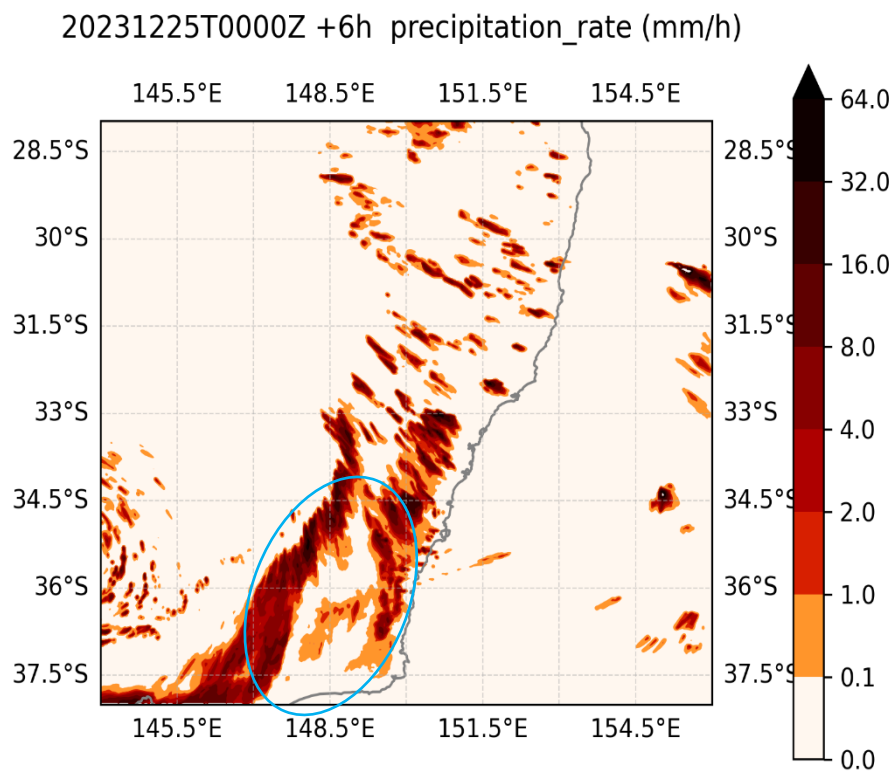 20231225T0000Z +6h  precipitation_rate (mm/h)
145.5°E 148.5°E 151.5°E 154.5°E
64.0
28.5°S 28.5°S
32.0
30°S 30°S
16.0
31.5°S 31.5°S
8.0
33°S 33°S
4.0
34.5°S 34.5°S
2.0
36°S 36°S
1.0
37.5°S 37.5°S
0.1
145.5°E 148.5°E 151.5°E 154.5°E
0.0